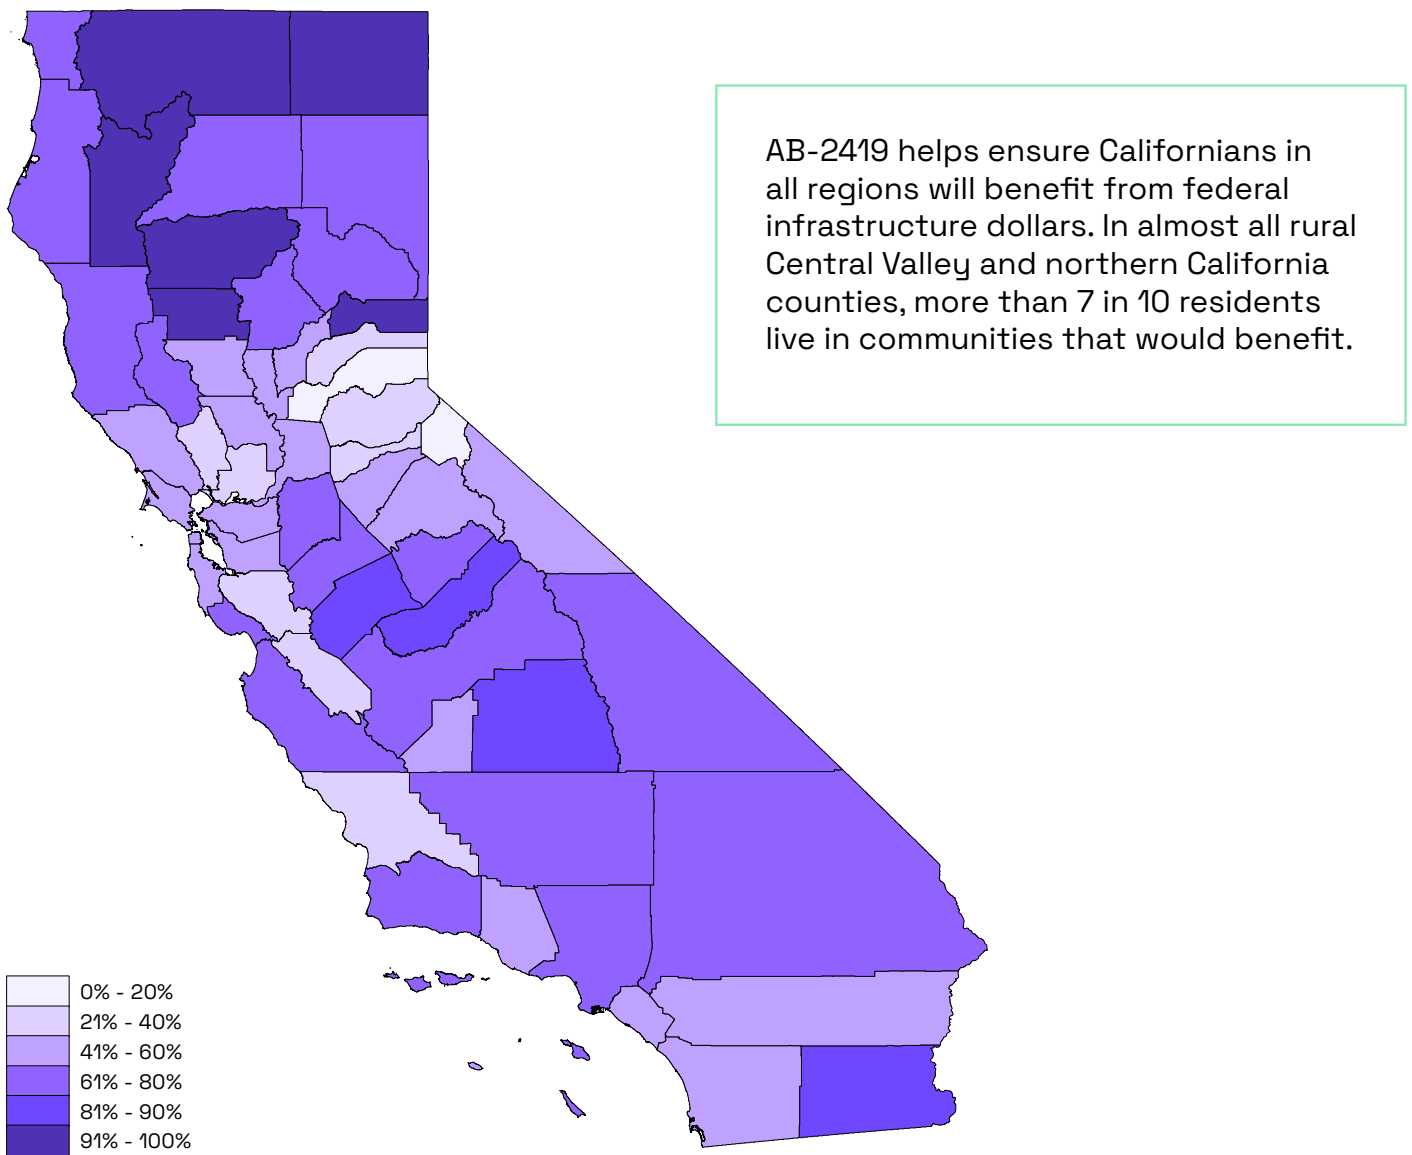 AB-2419 helps ensure Californians in
all regions will benefit from federal
infrastructure dollars. In almost all rural
Central Valley and northern California
counties, more than 7 in 10 residents
live in communities that would benefit.
0% - 20%
21% - 40%
41% - 60%
61% - 80%
81% - 90%
91% - 100%